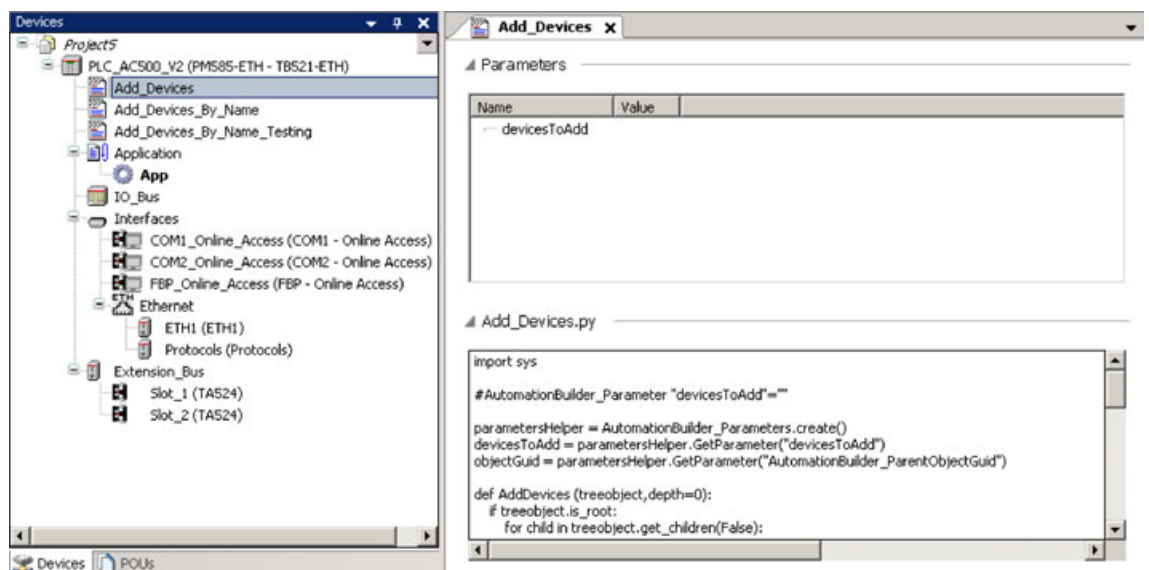 Devices
Project5
PLC_AC500_V2 (PM585-ETH - TB521-ETH)
Add_Devices
Add_Devices_By_Name
Add_Devices_By_Name_Testing
Application
App
IO_Bus
Interfaces
COM1_Online_Access (COM1 - Online Access)
COM2_Online_Access (COM2 - Online Access)
FBP_Online_Access (FBP - Online Access)
ETH
Ethernet
ETH1 (ETH1)
Protocols (Protocols)
Extension_Bus
Slot_1 (TA524)
Slot_2 (TA524)
Devices
POUs
Add_Devices
Parameters
Name Value
devicesToAdd
Add_Devices.py
import sys
#AutomationBuilder_Parameter "devicesToAdd"=""
parametersHelper = AutomationBuilder_Parameters.create()
devicesToAdd = parametersHelper.GetParameter("devicesToAdd")
objectGuid = parametersHelper.GetParameter("AutomationBuilder_ParentObjectGuid")
def AddDevices (treeobject,depth=0):
if treeobject.is_root:
for child in treeobject.get_children(False):